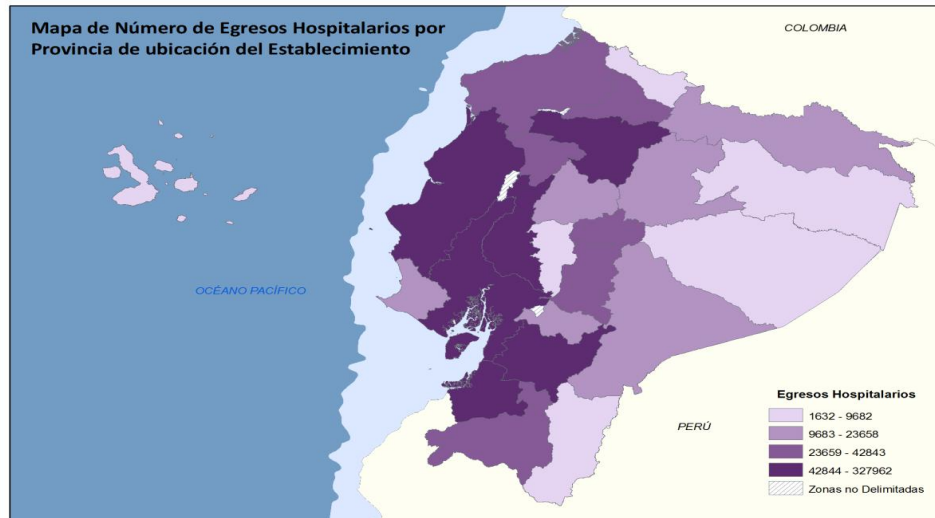 Mapa de Número de Egresos Hospitalarios por
Provincia de ubicación del Establecimiento
COLOMBIA
OCÉANO PACÍFICO
PERÚ
Egresos Hospitalarios
1632 - 9682
9683 - 23658
23659 - 42843
42844 - 327962
Zonas no Delimitadas